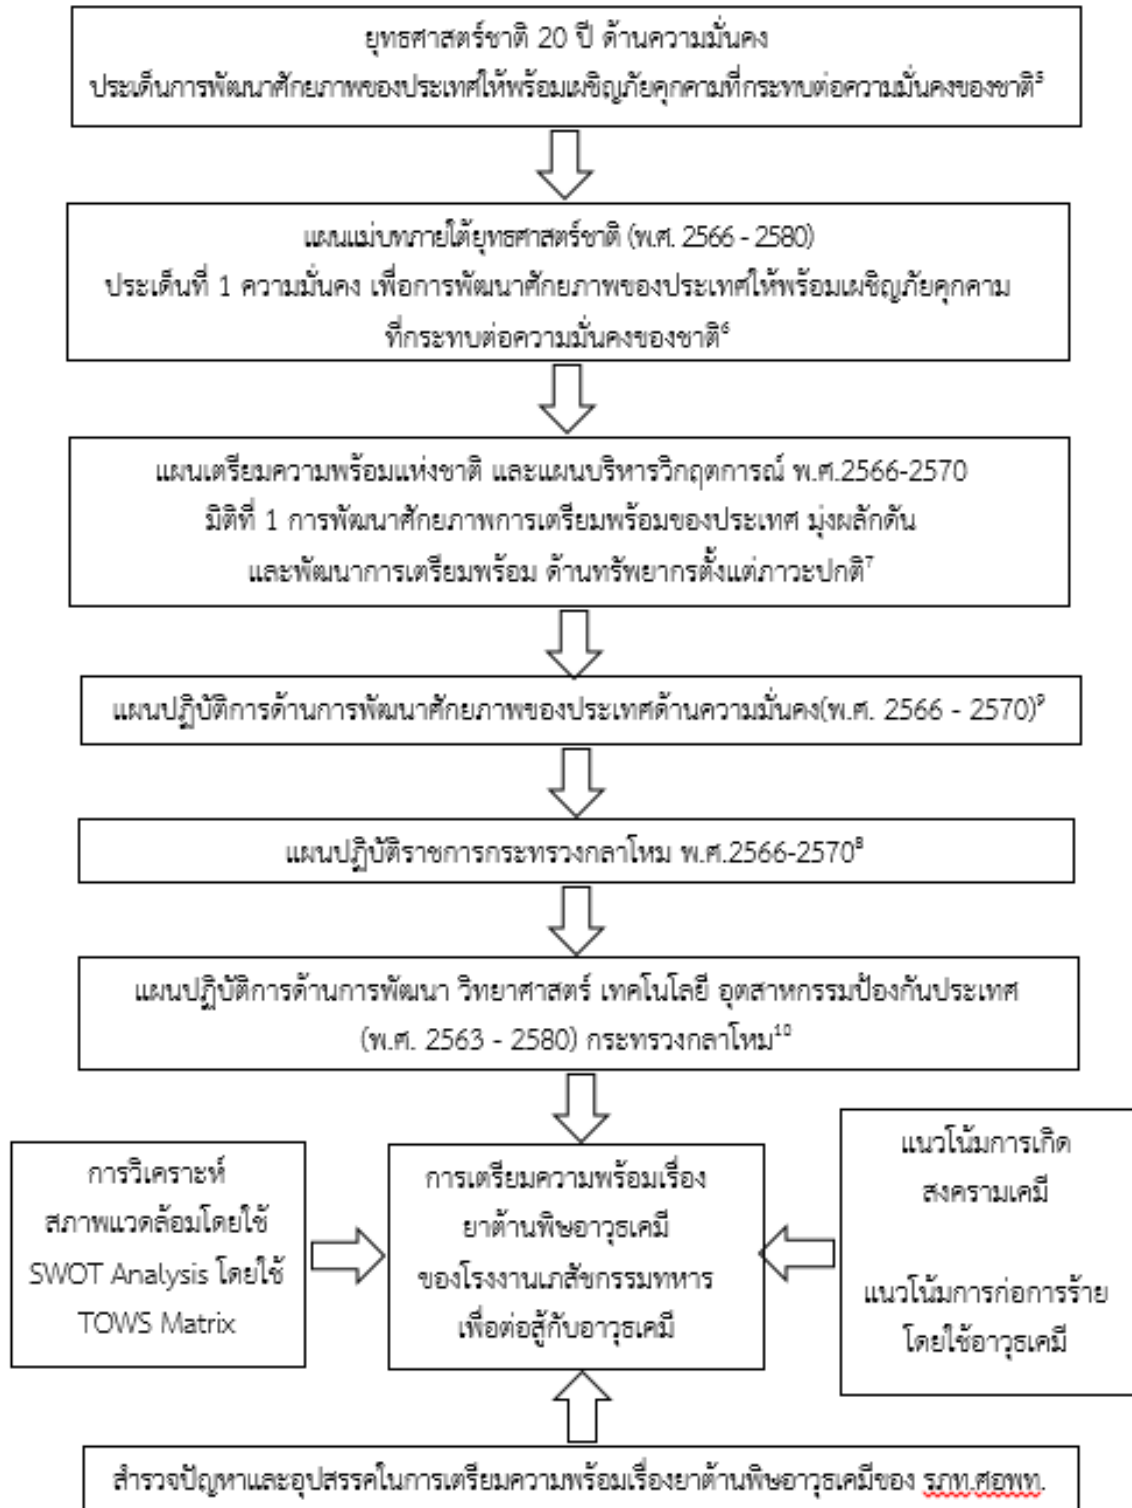 ยุทธศาสตร์ชาติ 20 ปี ด้านความมั่นคง
ประเด็นการพัฒนาศักยภาพของประเทศให้พร้อมเผชิญภัยคุกคามที่กระทบต่อความมั่นคงของชาติ⁵
แผนแม่บทภายใต้ยุทธศาสตร์ชาติ (พ.ศ. 2566 - 2580)
ประเด็นที่ 1 ความมั่นคง เพื่อการพัฒนาศักยภาพของประเทศให้พร้อมเผชิญภัยคุกคาม
ที่กระทบต่อความมั่นคงของชาติ⁶
แผนเตรียมความพร้อมแห่งชาติ และแผนบริหารวิกฤตการณ์ พ.ศ.2566-2570
มิติที่ 1 การพัฒนาศักยภาพการเตรียมพร้อมของประเทศ มุ่งผลักดัน
และพัฒนาการเตรียมพร้อม ด้านทรัพยากรตั้งแต่ภาวะปกติ⁷
แผนปฏิบัติการด้านการพัฒนาศักยภาพของประเทศด้านความมั่นคง(พ.ศ. 2566 - 2570)⁹
แผนปฏิบัติราชการกระทรวงกลาโหม พ.ศ.2566-2570⁸
แผนปฏิบัติการด้านการพัฒนา วิทยาศาสตร์ เทคโนโลยี อุตสาหกรรมป้องกันประเทศ
(พ.ศ. 2563 - 2580) กระทรวงกลาโหม¹⁰
การวิเคราะห์
สภาพแวดล้อมโดยใช้
SWOT Analysis โดยใช้
TOWS Matrix
การเตรียมความพร้อมเรื่อง
ยาต้านพิษอาวุธเคมี
ของโรงงานเภสัชกรรมทหาร
เพื่อต่อสู้กับอาวุธเคมี
แนวโน้มการเกิด
สงครามเคมี
แนวโน้มการก่อการร้าย
โดยใช้อาวุธเคมี
สำรวจปัญหาและอุปสรรคในการเตรียมความพร้อมเรื่องยาต้านพิษอาวุธเคมีของ รภท.ศอพท.